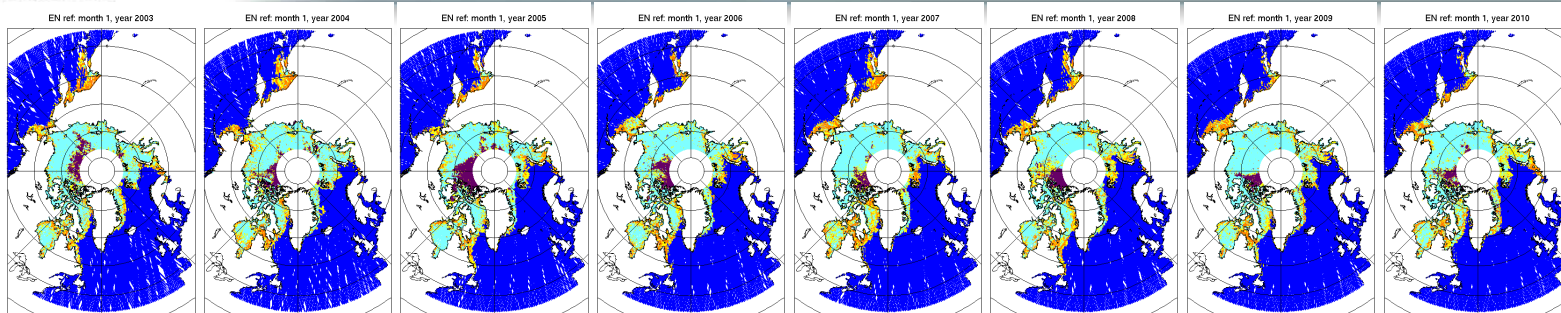 EN ref: month 1, year 2003
EN ref: month 1, year 2004
EN ref: month 1, year 2005
EN ref: month 1, year 2006
EN ref: month 1, year 2007
EN ref: month 1, year 2008
EN ref: month 1, year 2009
EN ref: month 1, year 2010